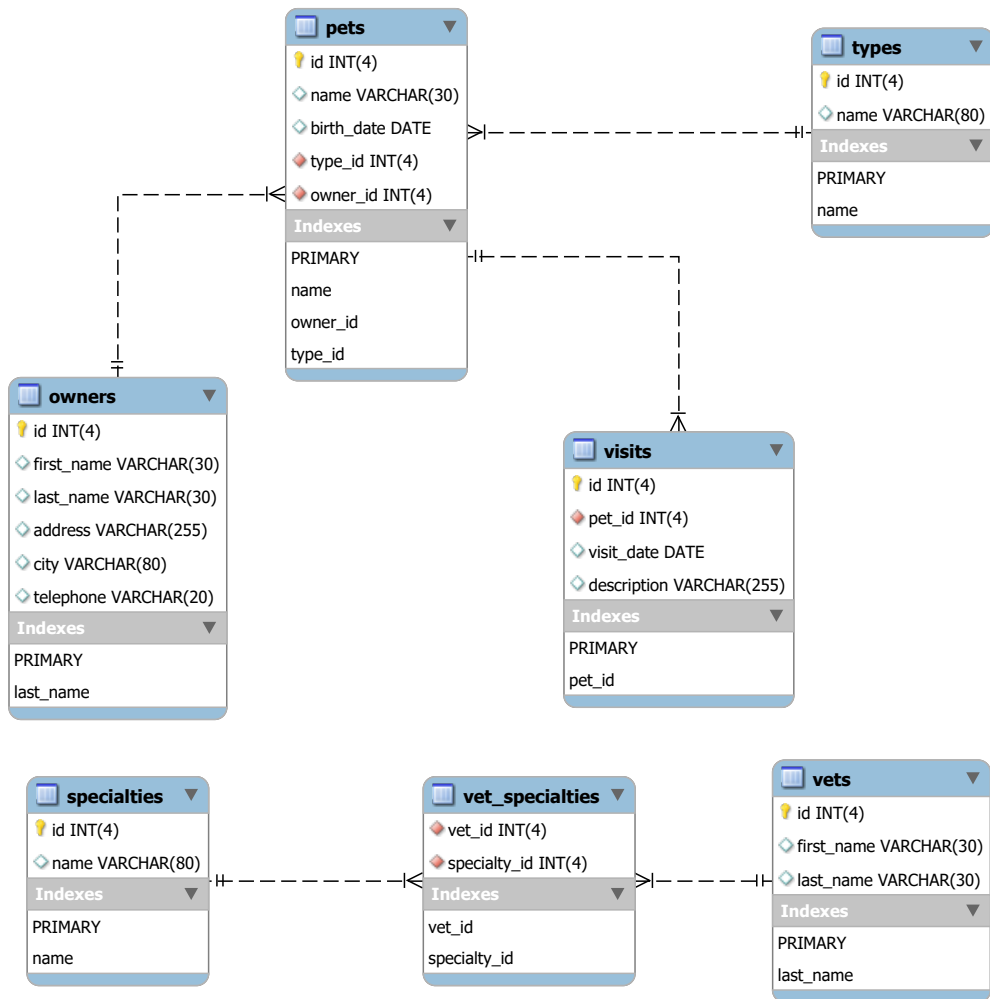 pets
id INT(4)
name VARCHAR(30)
birth_date DATE
type_id INT(4)
owner_id INT(4)
Indexes
PRIMARY
name
owner_id
type_id
types
id INT(4)
name VARCHAR(80)
Indexes
PRIMARY
name
owners
id INT(4)
first_name VARCHAR(30)
last_name VARCHAR(30)
address VARCHAR(255)
city VARCHAR(80)
telephone VARCHAR(20)
Indexes
PRIMARY
last_name
visits
id INT(4)
pet_id INT(4)
visit_date DATE
description VARCHAR(255)
Indexes
PRIMARY
pet_id
specialties
id INT(4)
name VARCHAR(80)
Indexes
PRIMARY
name
vet_specialties
vet_id INT(4)
specialty_id INT(4)
Indexes
vet_id
specialty_id
vets
id INT(4)
first_name VARCHAR(30)
last_name VARCHAR(30)
Indexes
PRIMARY
last_name